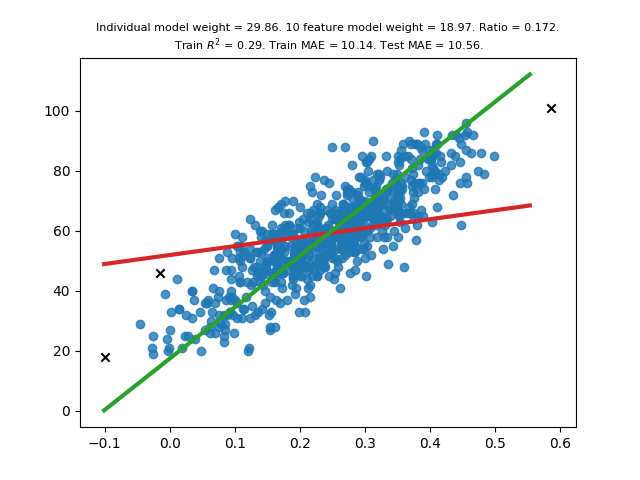 Individual model weight = 29.86. 10 feature model weight = 18.97. Ratio = 0.172.
Train R² = 0.29. Train MAE = 10.14. Test MAE = 10.56.
100
80
60
40
20
0
−0.1 0.0 0.1 0.2 0.3 0.4 0.5 0.6